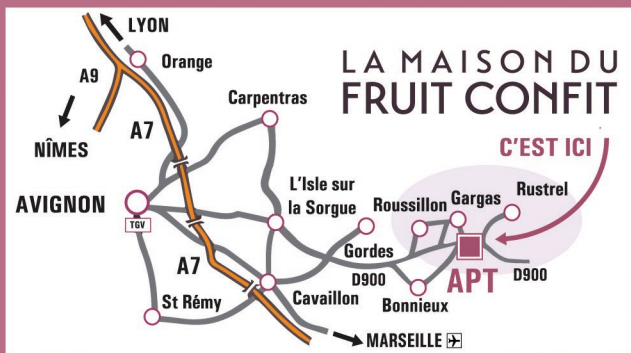 LYON
Orange
A9
A7
NÎMES
Carpentras
LA MAISON DU
FRUIT CONFIT
C'EST ICI
AVIGNON
TGV
L'Isle sur
la Sorgue
Roussillon
Gargas
Rustrel
Gordes
A7
D900
APT
D900
St Rémy
Cavaillon
Bonnieux
MARSEILLE